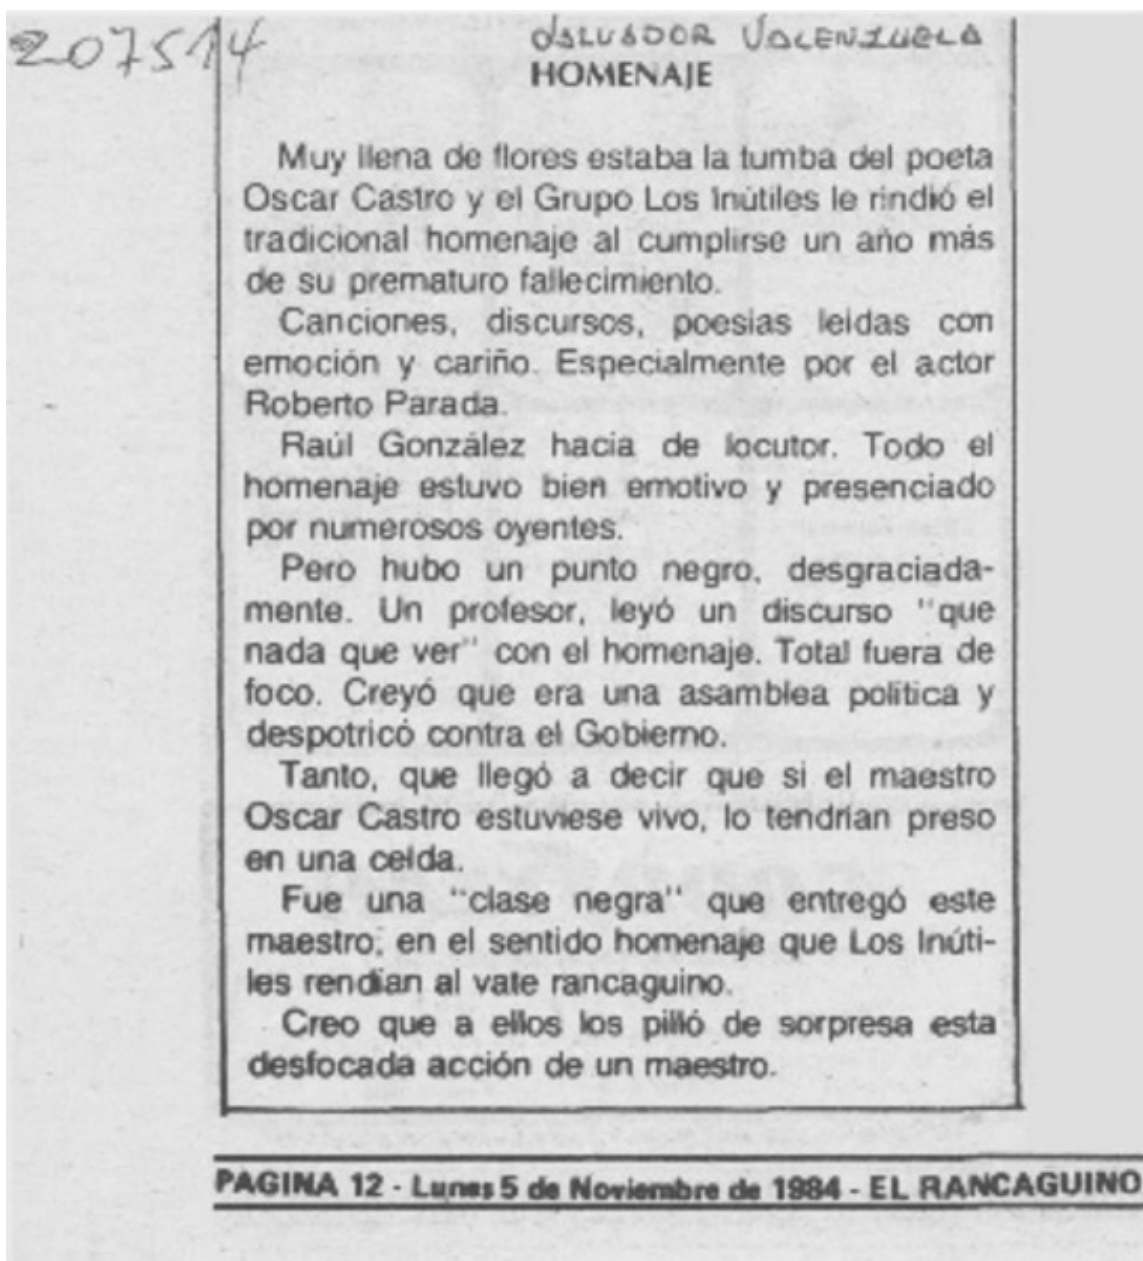 207514
SALVADOR VALENZUELA
HOMENAJE
Muy llena de flores estaba la tumba del poeta
Oscar Castro y el Grupo Los Inútiles le rindió el
tradicional homenaje al cumplirse un año más
de su prematuro fallecimiento.
Canciones, discursos, poesías leídas con
emoción y cariño. Especialmente por el actor
Roberto Parada.
Raúl González hacía de locutor. Todo el
homenaje estuvo bien emotivo y presenciado
por numerosos oyentes.
Pero hubo un punto negro, desgraciada-
mente. Un profesor, leyó un discurso "que
nada que ver" con el homenaje. Total fuera de
foco. Creyó que era una asamblea política y
despotricó contra el Gobierno.
Tanto, que llegó a decir que si el maestro
Oscar Castro estuviese vivo, lo tendrían preso
en una celda.
Fue una "clase negra" que entregó este
maestro, en el sentido homenaje que Los Inúti-
les rendían al vate rancaguino.
Creo que a ellos los pilló de sorpresa esta
desfocada acción de un maestro.
PAGINA 12 - Lunes 5 de Noviembre de 1984 - EL RANCAGUINO